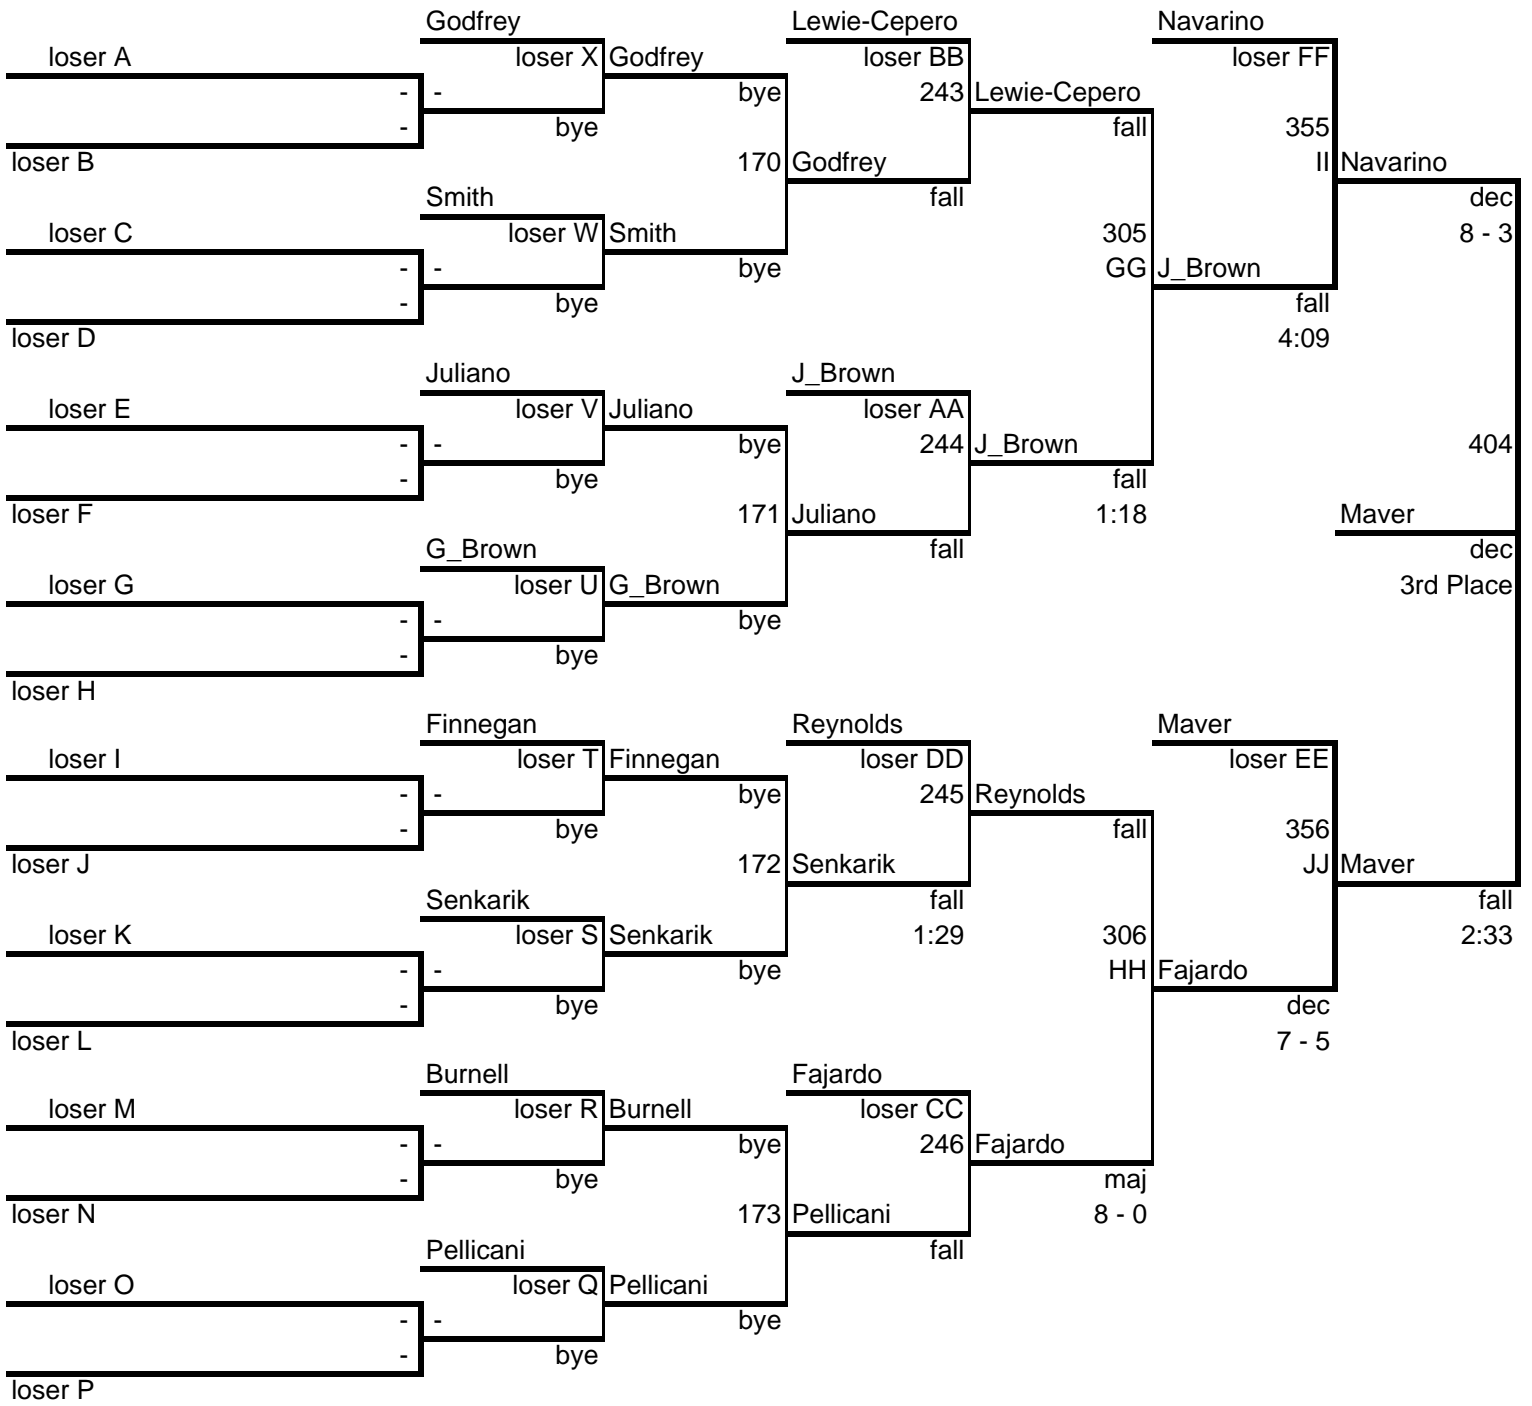 Godfrey Lewie-Cepero Navarino
loser A loser X Godfrey loser BB loser FF
- - bye 243 Lewie-Cepero
- bye fall 355
loser B 170 Godfrey II Navarino
Smith fall dec
loser C loser W Smith 305 8 - 3
- - bye GG J_Brown
- bye fall
loser D 4:09
Juliano J_Brown
loser E loser V Juliano loser AA
- - bye 244 J_Brown 404
- bye fall
loser F 171 Juliano 1:18 Maver
G_Brown fall dec
loser G loser U G_Brown 3rd Place
- - bye
- bye
loser H
Finnegan Reynolds Maver
loser I loser T Finnegan loser DD loser EE
- - bye 245 Reynolds
- bye fall 356
loser J 172 Senkarik JJ Maver
Senkarik fall fall
loser K loser S Senkarik 1:29 306 2:33
- - bye HH Fajardo
- bye dec
loser L 7 - 5
Burnell Fajardo
loser M loser R Burnell loser CC
- - bye 246 Fajardo
- bye maj
loser N 173 Pellicani 8 - 0
Pellicani fall
loser O loser Q Pellicani
- - bye
- bye
loser P